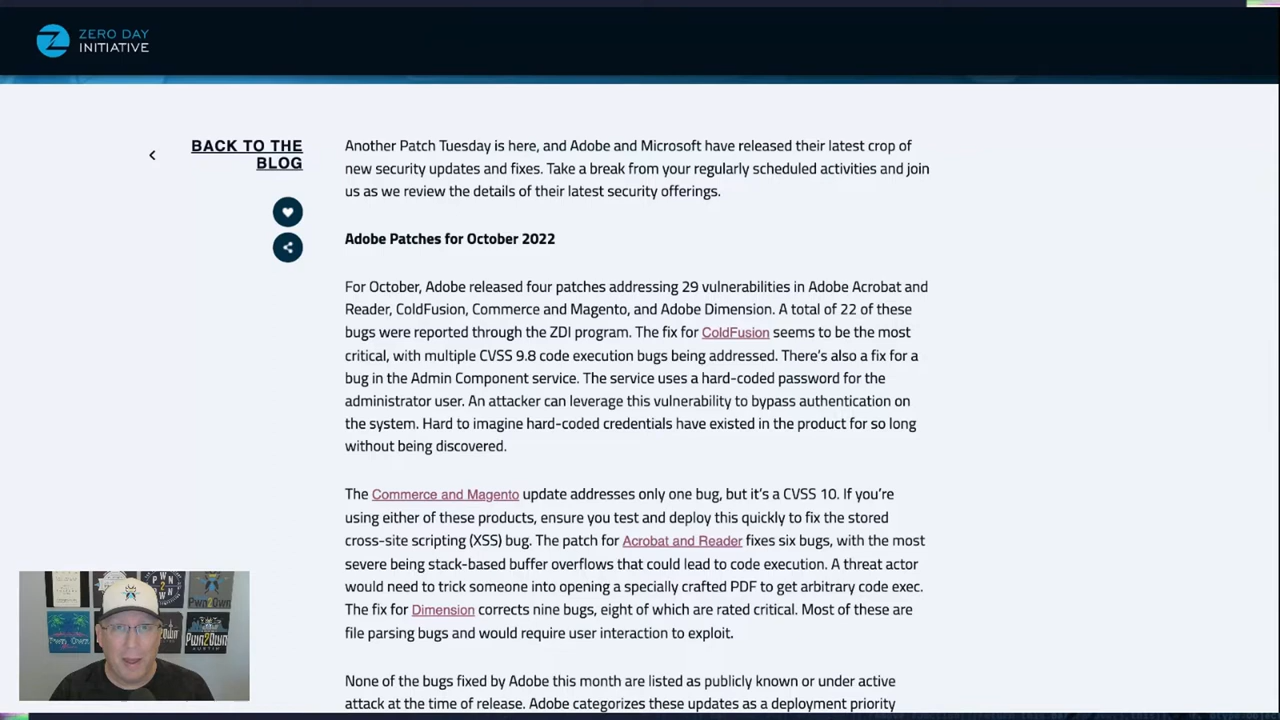 ZERO DAY
INITIATIVE
BACK TO THE
BLOG
Another Patch Tuesday is here, and Adobe and Microsoft have released their latest crop of
new security updates and fixes. Take a break from your regularly scheduled activities and join
us as we review the details of their latest security offerings.
Adobe Patches for October 2022
For October, Adobe released four patches addressing 29 vulnerabilities in Adobe Acrobat and
Reader, ColdFusion, Commerce and Magento, and Adobe Dimension. A total of 22 of these
bugs were reported through the ZDI program. The fix for ColdFusion seems to be the most
critical, with multiple CVSS 9.8 code execution bugs being addressed. There’s also a fix for a
bug in the Admin Component service. The service uses a hard-coded password for the
administrator user. An attacker can leverage this vulnerability to bypass authentication on
the system. Hard to imagine hard-coded credentials have existed in the product for so long
without being discovered.
The Commerce and Magento update addresses only one bug, but it’s a CVSS 10. If you’re
using either of these products, ensure you test and deploy this quickly to fix the stored
cross-site scripting (XSS) bug. The patch for Acrobat and Reader fixes six bugs, with the most
severe being stack-based buffer overflows that could lead to code execution. A threat actor
would need to trick someone into opening a specially crafted PDF to get arbitrary code exec.
The fix for Dimension corrects nine bugs, eight of which are rated critical. Most of these are
file parsing bugs and would require user interaction to exploit.
None of the bugs fixed by Adobe this month are listed as publicly known or under active
attack at the time of release. Adobe categorizes these updates as a deployment priority
Pwn2Own